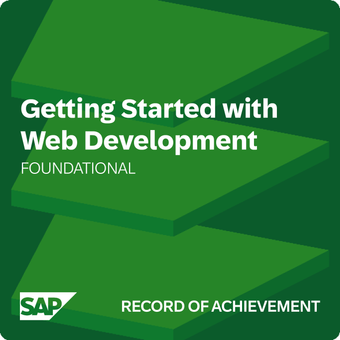 Getting Started with
Web Development
FOUNDATIONAL
SAP
RECORD OF ACHIEVEMENT